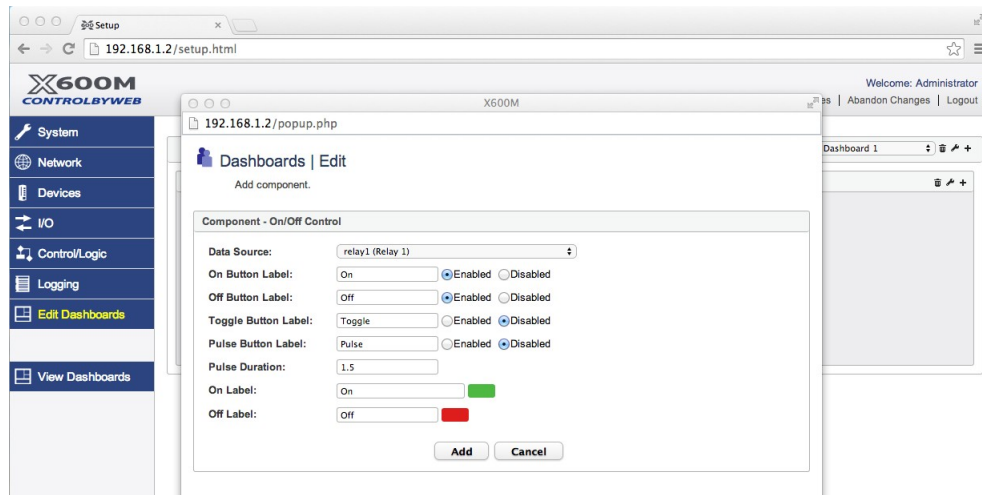 Setup
192.168.1.2/setup.html
X600M
CONTROLBYWEB
Welcome: Administrator
es | Abandon Changes | Logout
System
Network
Devices
I/O
Control/Logic
Logging
Edit Dashboards
View Dashboards
Dashboard 1
X600M
192.168.1.2/popup.php
Dashboards | Edit
Add component.
Component - On/Off Control
Data Source: relay1 (Relay 1)
On Button Label: On Enabled Disabled
Off Button Label: Off Enabled Disabled
Toggle Button Label: Toggle Enabled Disabled
Pulse Button Label: Pulse Enabled Disabled
Pulse Duration: 1.5
On Label: On
Off Label: Off
Add Cancel